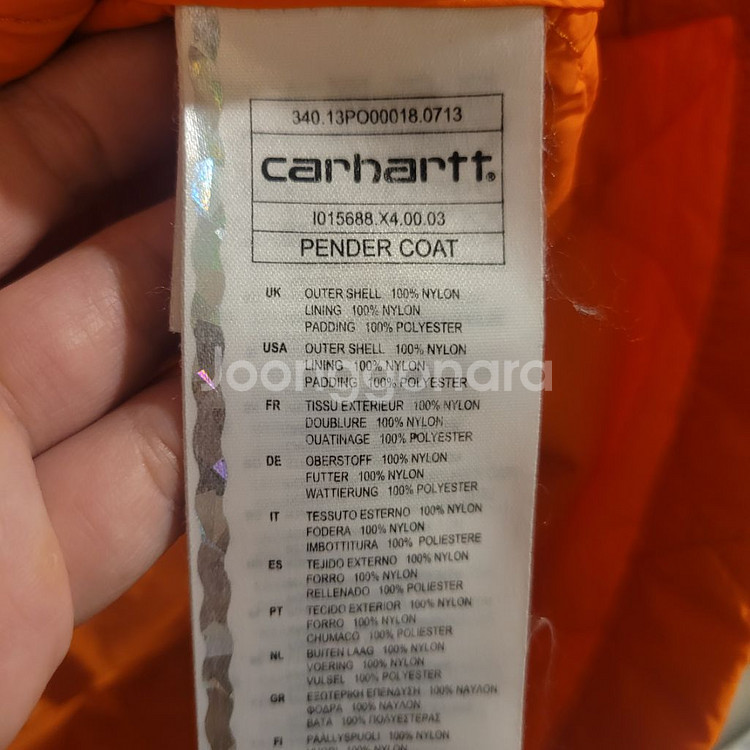 340.13PO00018.0713
carhartt®
I015688.X4.00.03
PENDER COAT
UK OUTER SHELL 100% NYLON
LINING 100% NYLON
PADDING 100% POLYESTER
USA OUTER SHELL 100% NYLON
LINING 100% NYLON
PADDING 100% POLYESTER
Joonggonara
FR TISSU EXTERIEUR 100% NYLON
DOUBLURE 100% NYLON
OUATINAGE 100% POLYESTER
DE OBERSTOFF 100% NYLON
FUTTER 100% NYLON
WATTIERUNG 100% POLYESTER
IT TESSUTO ESTERNO 100% NYLON
FODERA 100% NYLON
IMBOTTITURA 100% POLIESTERE
ES TEJIDO EXTERNO 100% NYLON
FORRO 100% NYLON
RELLENADO 100% POLIESTER
PT TECIDO EXTERIOR 100% NYLON
FORRO 100% NYLON
CHUMACO 100% POLIESTER
NL BUITEN LAAG 100% NYLON
VOERING 100% NYLON
VULSEL 100% POLYESTER
GR ΕΞΩΤΕΡΙΚΗ ΕΠΕΝΔΥΣΗ 100% ΝΑΥΛΟΝ
ΦΟΔΡΑ 100% ΝΑΥΛΟΝ
ΒΑΤΑ 100% ΠΟΛΥΕΣΤΕΡΑΣ
FI PÄÄLLYSPUOLI 100% NYLON